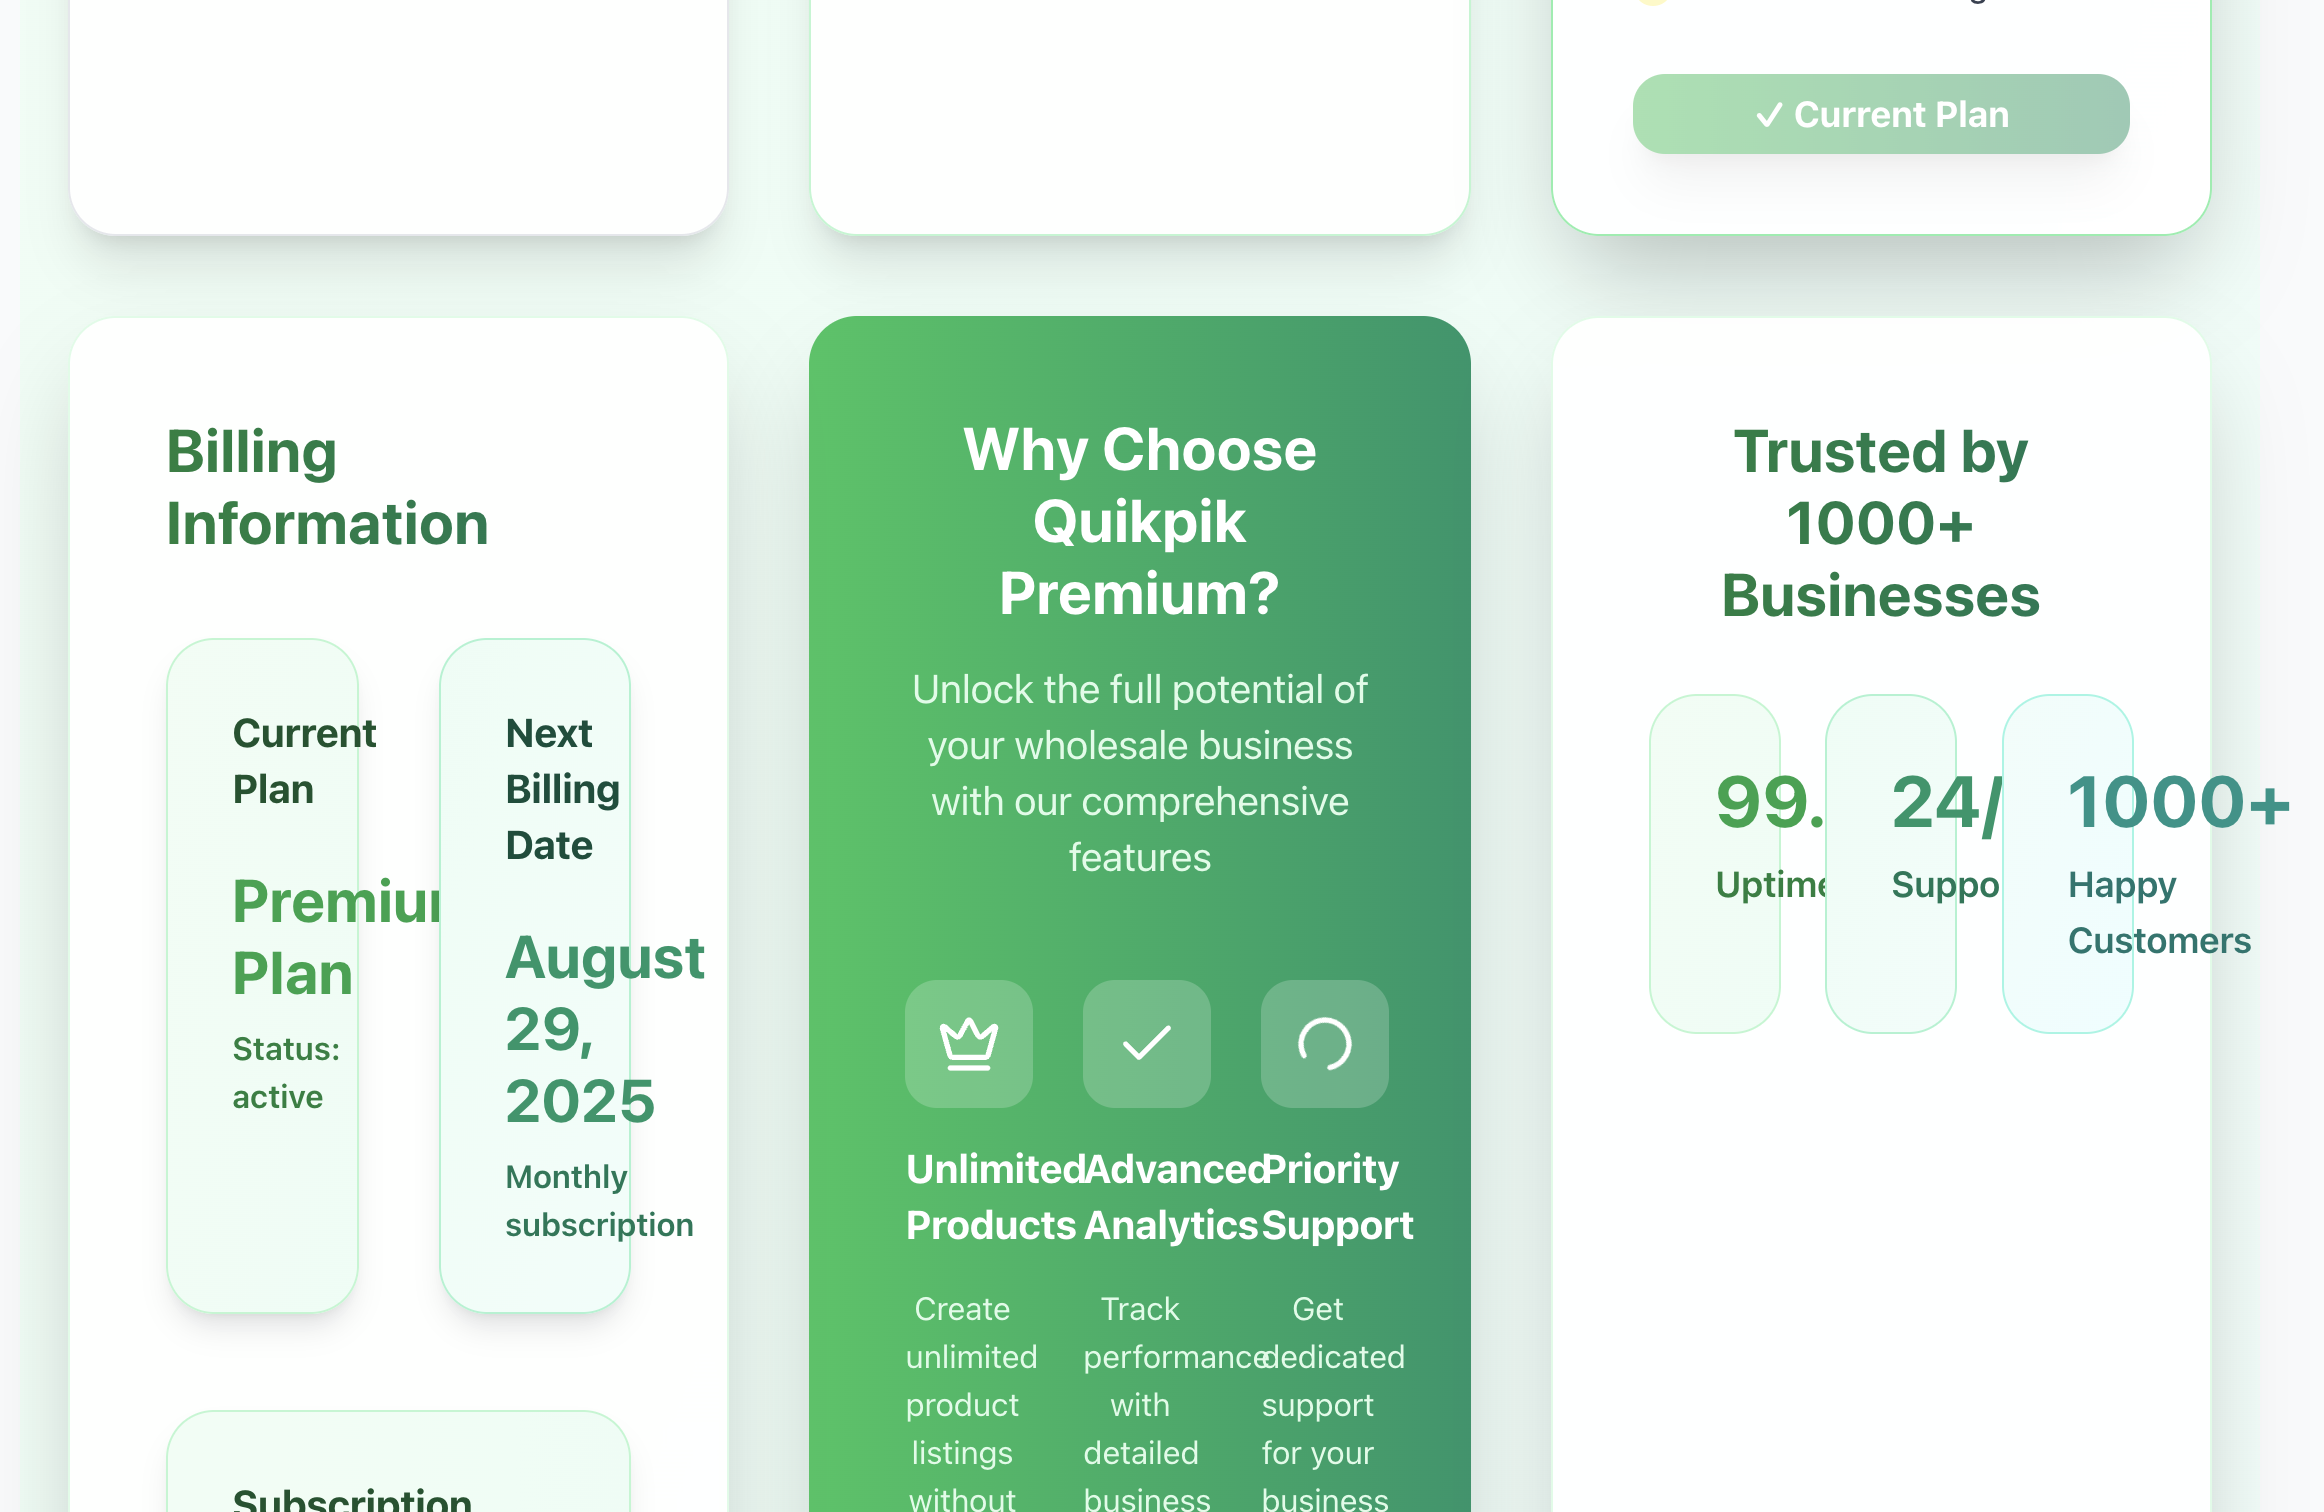 ✓ Current Plan
Billing
Information
Current
Plan
Plan
Status:
active
Next
Billing
Date
August
29,
2025
Monthly
subscription
Subscription
Why Choose
Quikpik
Premium?
Unlock the full potential of
your wholesale business
with our comprehensive
features
Unlimited
Products
Create
unlimited
product
listings
without
Advanced
Analytics
Track
performance
with
detailed
business
Priority
Support
Get
dedicated
support
for your
business
Trusted by
1000+
Businesses
99.
Uptime
24/
Suppo
1000+
Happy
Customers